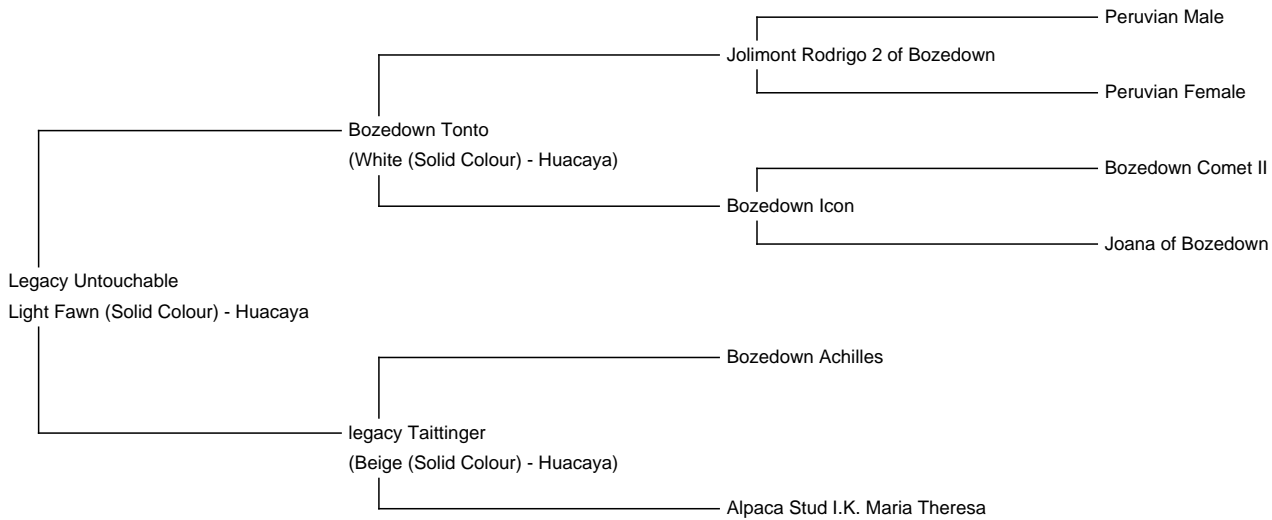 Peruvian Male
Jolimont Rodrigo 2 of Bozedown
Peruvian Female
Bozedown Tonto
(White (Solid Colour) - Huacaya)
Bozedown Comet II
Bozedown Icon
Joana of Bozedown
Legacy Untouchable
Light Fawn (Solid Colour) - Huacaya
Bozedown Achilles
legacy Taittinger
(Beige (Solid Colour) - Huacaya)
Alpaca Stud I.K. Maria Theresa